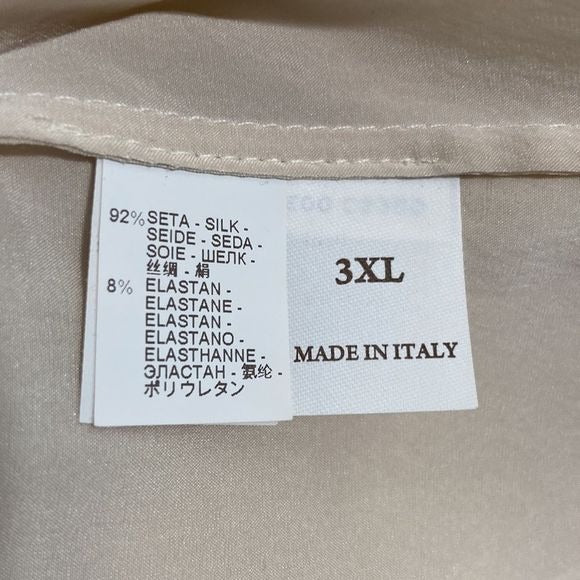 92% SETA - SILK -
SEIDE - SEDA -
SOIE - ШЕЛК -
丝绸 - 絹
8% ELASTAN -
ELASTANE -
ELASTAN -
ELASTANO -
ELASTHANNE -
ЭЛАСТАН - 氨纶 -
ポリウレタン
3XL
MADE IN ITALY